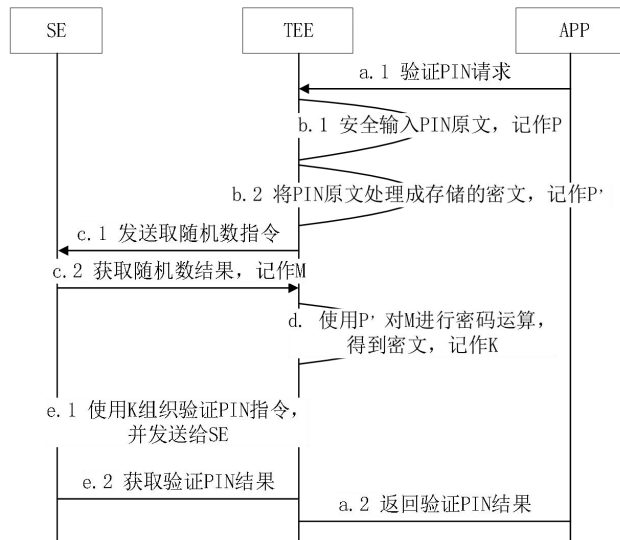 SE
TEE
APP
a.1 验证PIN请求
b.1 安全输入PIN原文，记作P
b.2 将PIN原文处理成存储的密文，记作P'
c.1 发送取随机数指令
c.2 获取随机数结果，记作M
d. 使用P'对M进行密码运算，
得到密文，记作K
e.1 使用K组织验证PIN指令，
并发送给SE
e.2 获取验证PIN结果
a.2 返回验证PIN结果